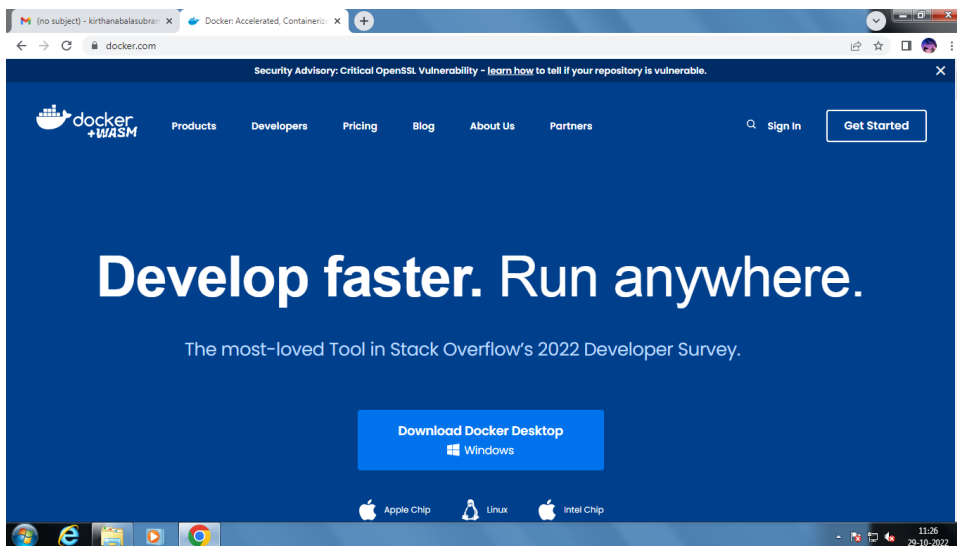 (no subject) - kirthanabalasubran
Docker: Accelerated, Containeriz
docker.com
Security Advisory: Critical OpenSSL Vulnerability - learn how to tell if your repository is vulnerable.
docker
+WASM
Products
Developers
Pricing
Blog
About Us
Partners
Sign In
Get Started
Develop faster. Run anywhere.
The most-loved Tool in Stack Overflow's 2022 Developer Survey.
Download Docker Desktop
Windows
Apple Chip
Linux
Intel Chip
11:26
29-10-2022